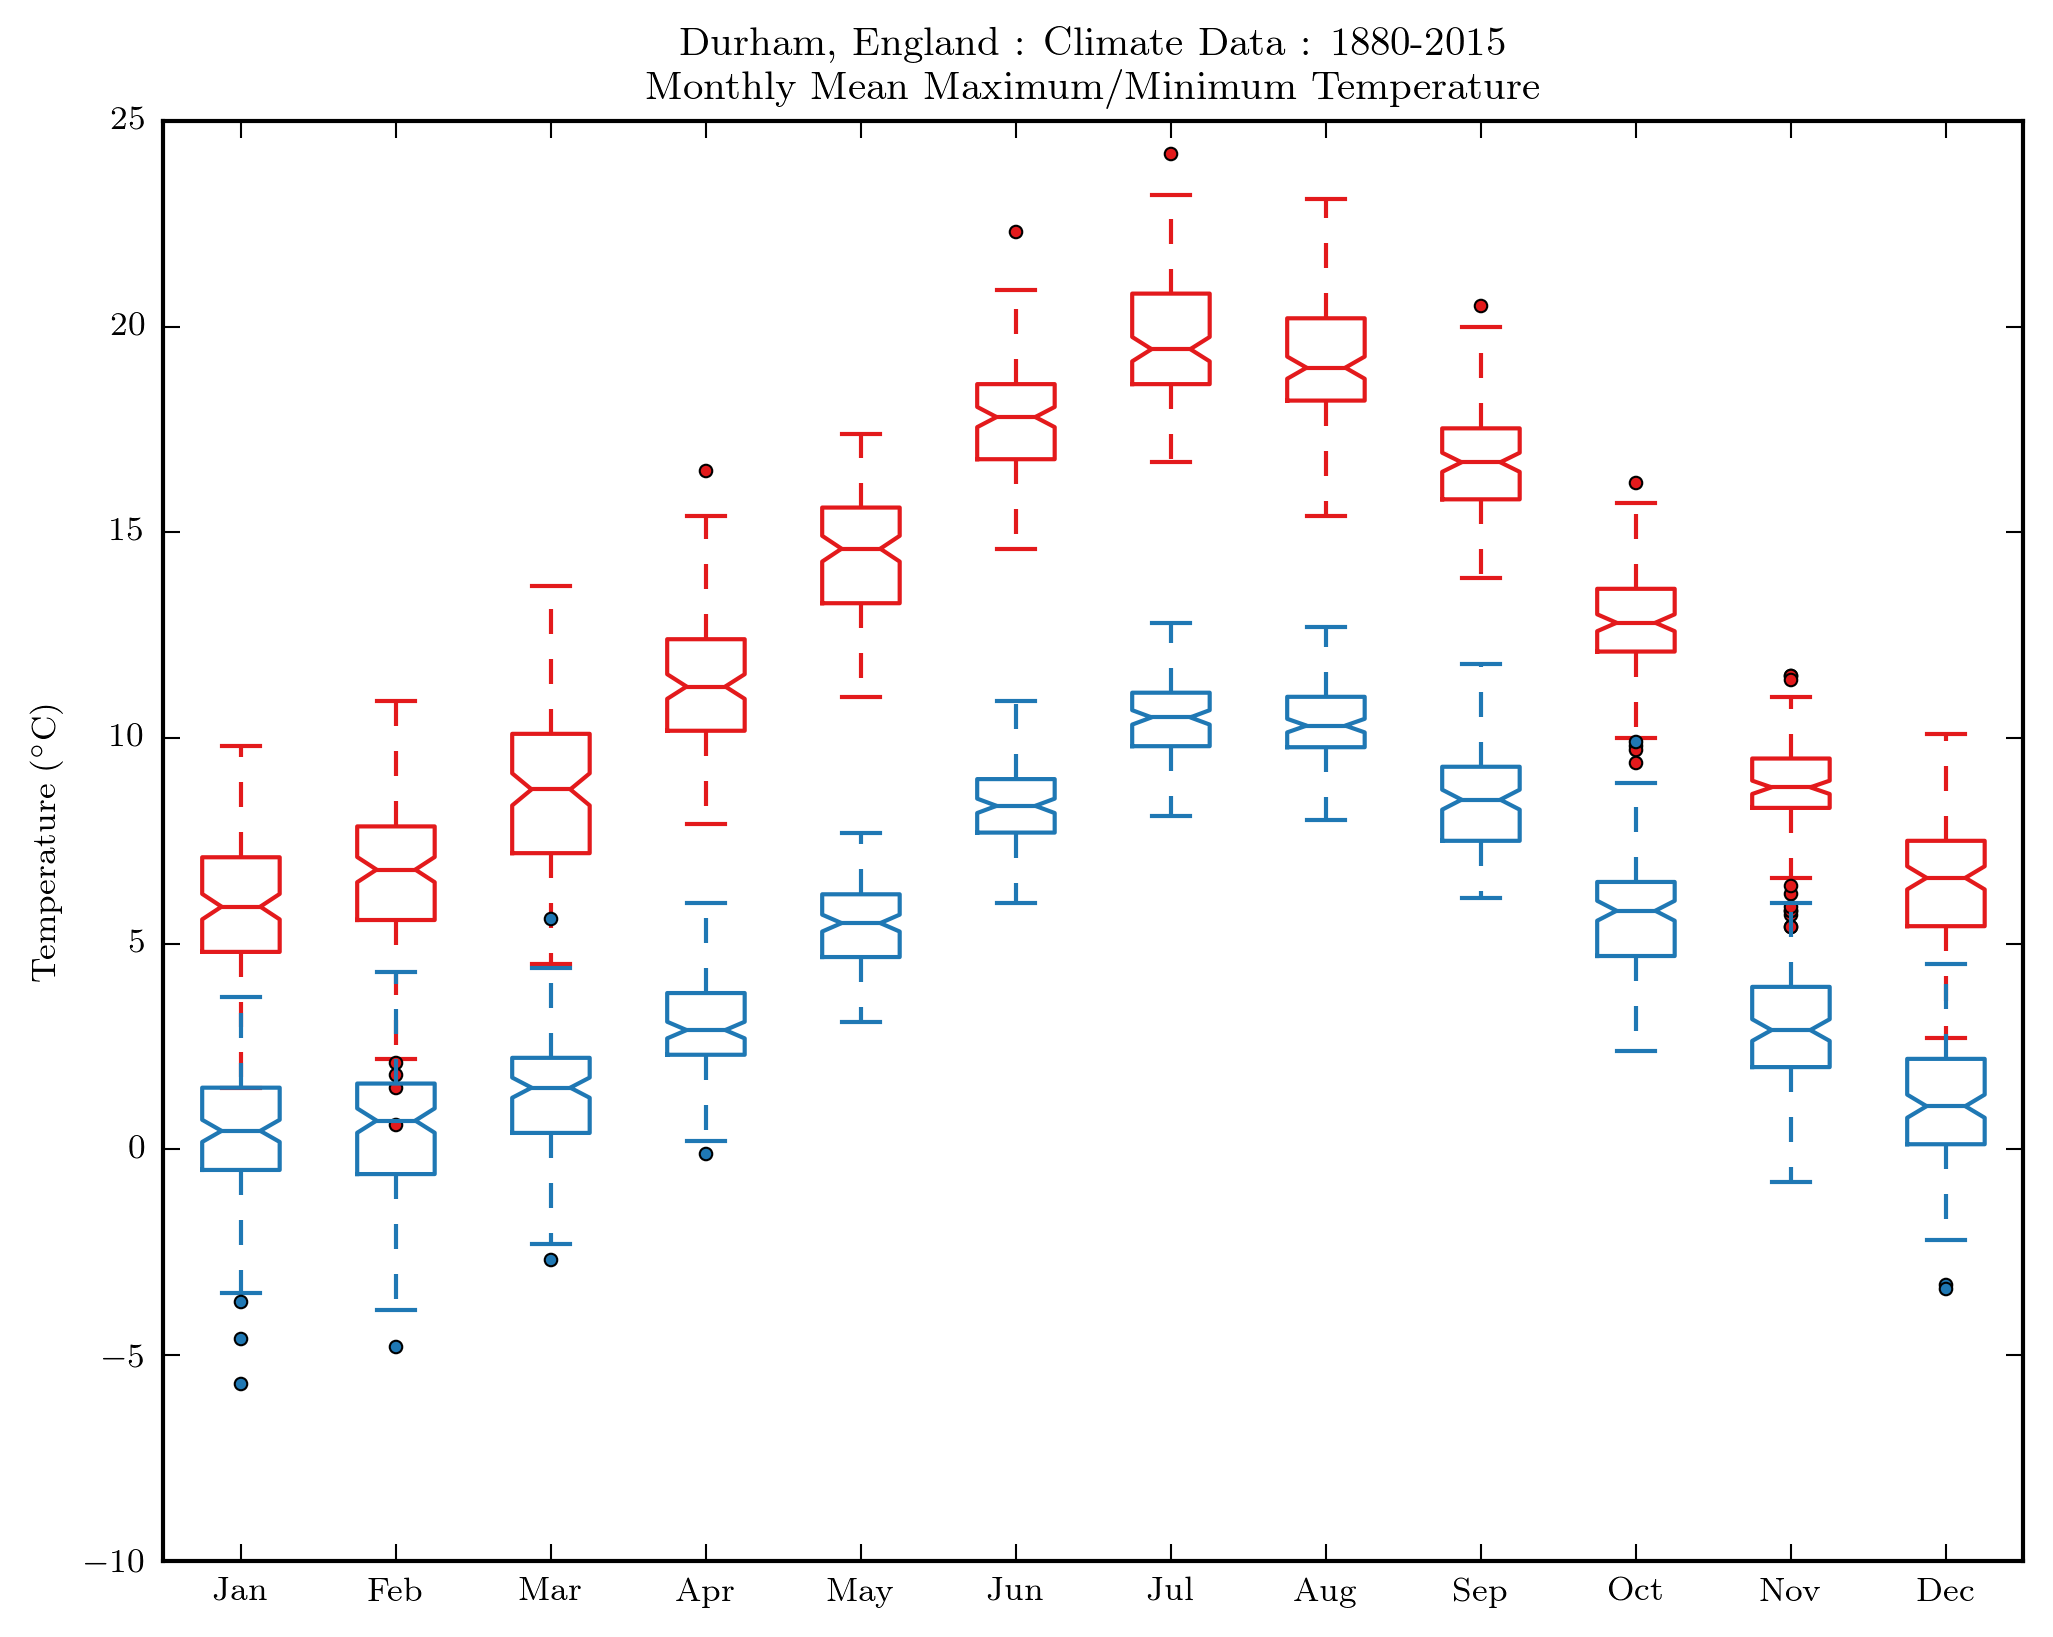 Durham, England : Climate Data : 1880-2015
Monthly Mean Maximum/Minimum Temperature
25
20
15
10
5
0
−5
−10
Temperature (°C)
Jan Feb Mar Apr May Jun Jul Aug Sep Oct Nov Dec